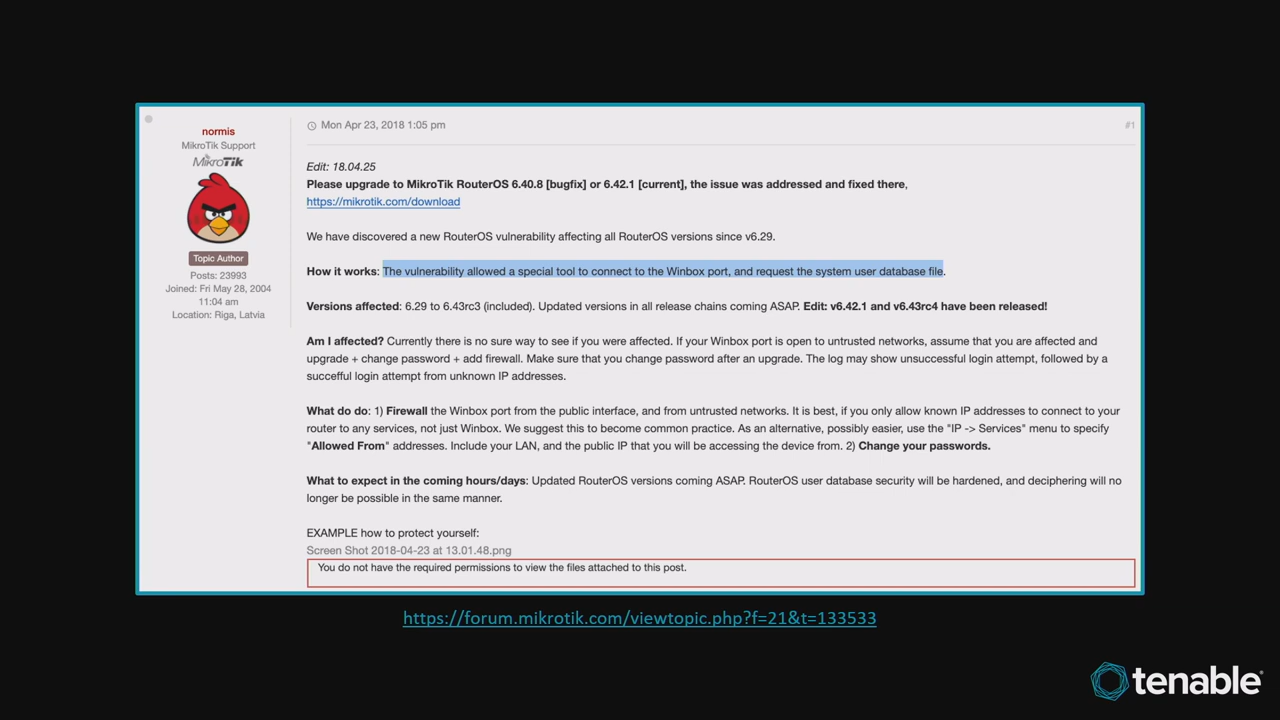 normis
MikroTik Support
MikroTik
Topic Author
Posts: 23993
Joined: Fri May 28, 2004
11:04 am
Location: Riga, Latvia
Mon Apr 23, 2018 1:05 pm
#1
Edit: 18.04.25
Please upgrade to MikroTik RouterOS 6.40.8 [bugfix] or 6.42.1 [current], the issue was addressed and fixed there,
https://mikrotik.com/download
We have discovered a new RouterOS vulnerability affecting all RouterOS versions since v6.29.
How it works: The vulnerability allowed a special tool to connect to the Winbox port, and request the system user database file.
Versions affected: 6.29 to 6.43rc3 (included). Updated versions in all release chains coming ASAP. Edit: v6.42.1 and v6.43rc4 have been released!
Am I affected? Currently there is no sure way to see if you were affected. If your Winbox port is open to untrusted networks, assume that you are affected and
upgrade + change password + add firewall. Make sure that you change password after an upgrade. The log may show unsuccessful login attempt, followed by a
succefful login attempt from unknown IP addresses.
What do do: 1) Firewall the Winbox port from the public interface, and from untrusted networks. It is best, if you only allow known IP addresses to connect to your
router to any services, not just Winbox. We suggest this to become common practice. As an alternative, possibly easier, use the "IP -> Services" menu to specify
"Allowed From" addresses. Include your LAN, and the public IP that you will be accessing the device from. 2) Change your passwords.
What to expect in the coming hours/days: Updated RouterOS versions coming ASAP. RouterOS user database security will be hardened, and deciphering will no
longer be possible in the same manner.
EXAMPLE how to protect yourself:
Screen Shot 2018-04-23 at 13.01.48.png
You do not have the required permissions to view the files attached to this post.
https://forum.mikrotik.com/viewtopic.php?f=21&t=133533
tenable®